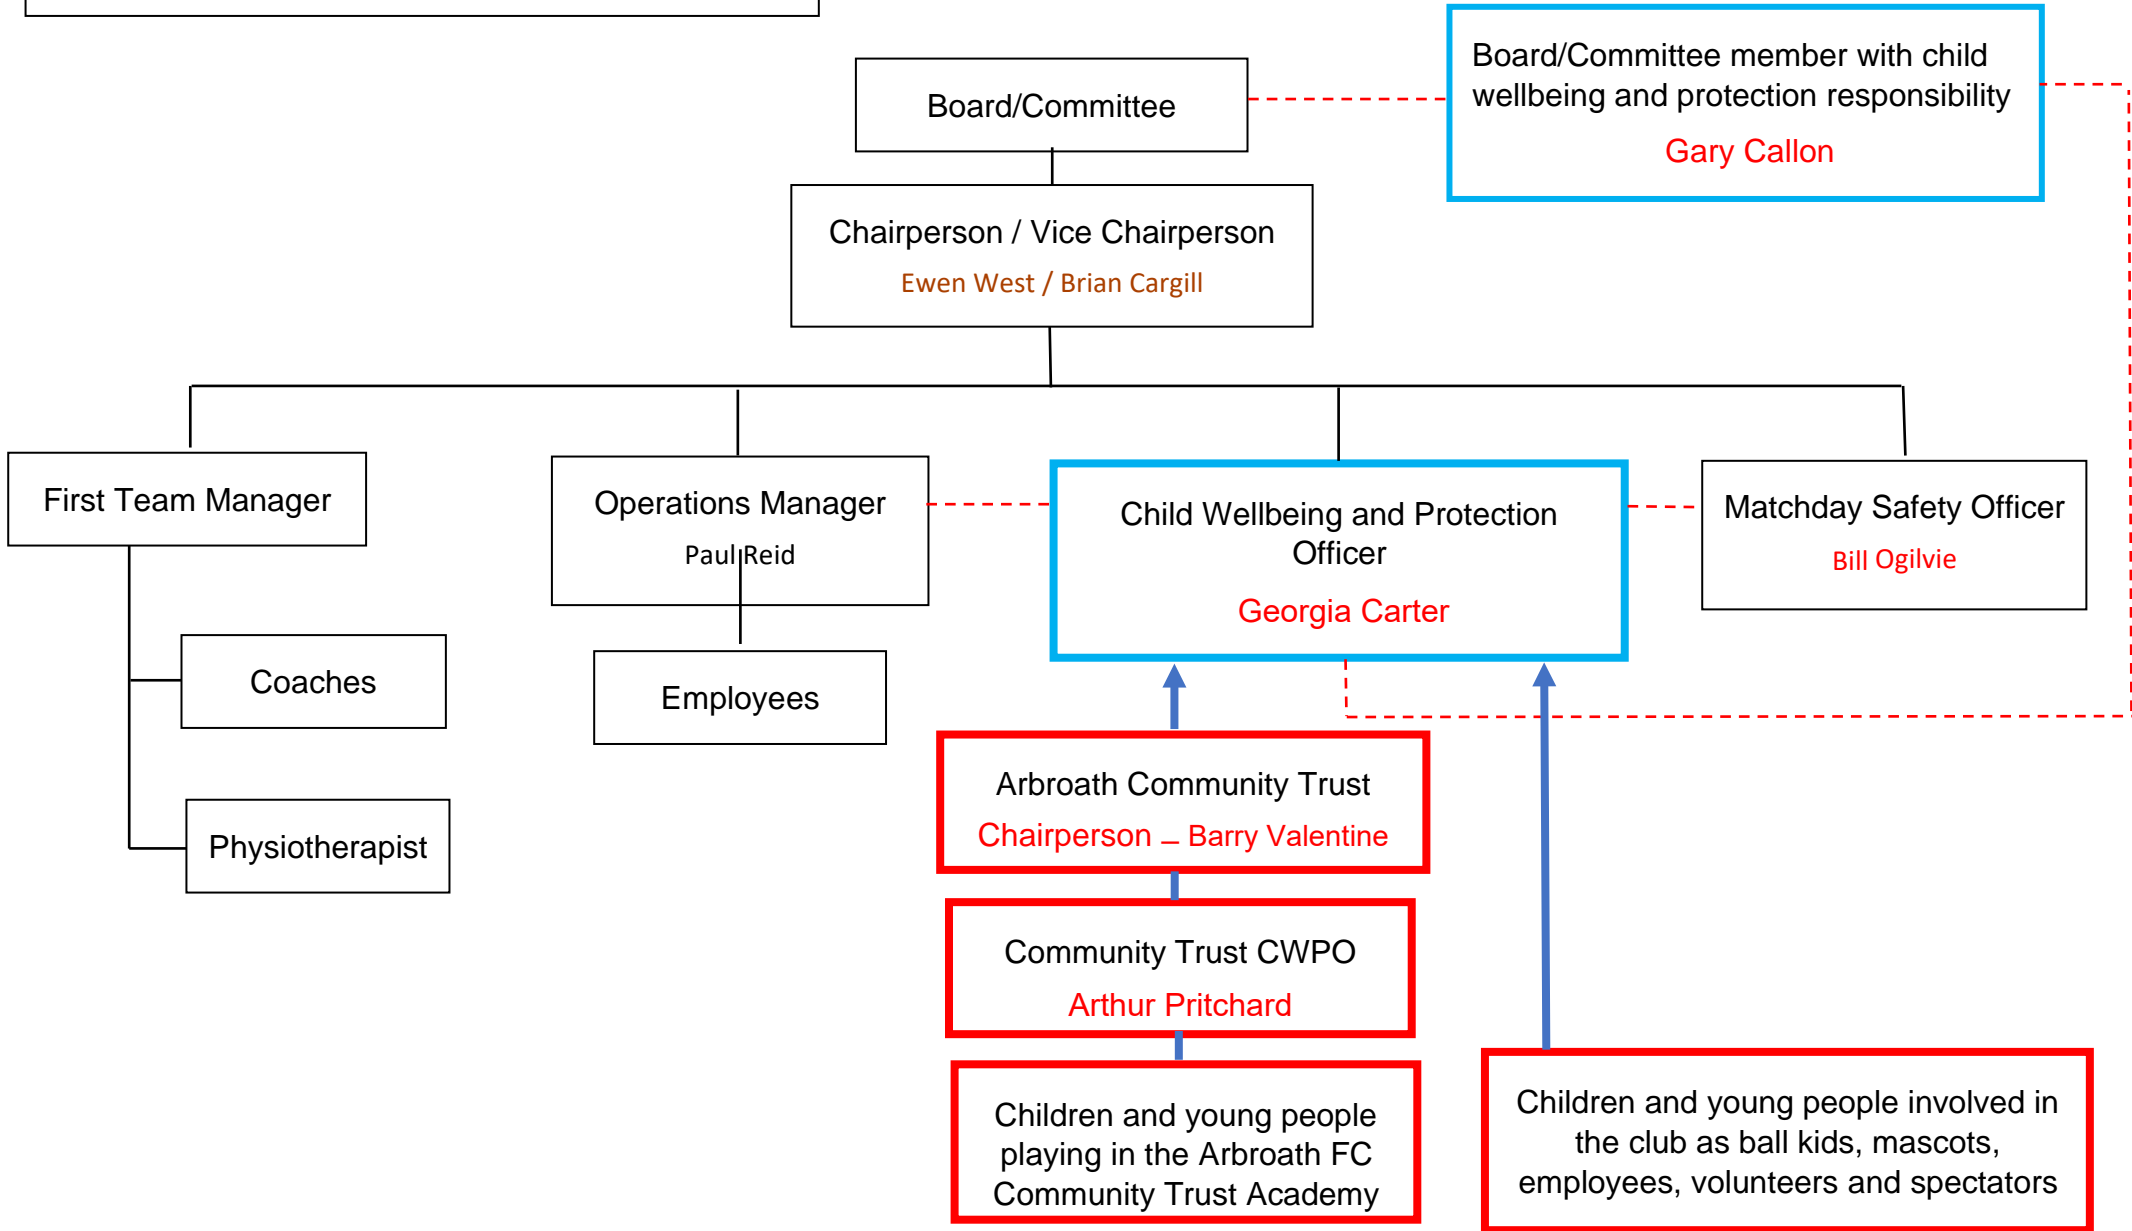 Board/Committee member with child
wellbeing and protection responsibility
Gary Callon
Board/Committee
Chairperson / Vice Chairperson
Ewen West / Brian Cargill
First Team Manager
Operations Manager
Paul Reid
Child Wellbeing and Protection
Officer
Georgia Carter
Matchday Safety Officer
Bill Ogilvie
Coaches
Employees
Physiotherapist
Arbroath Community Trust
Chairperson – Barry Valentine
Community Trust CWPO
Arthur Pritchard
Children and young people
playing in the Arbroath FC
Community Trust Academy
Children and young people involved in
the club as ball kids, mascots,
employees, volunteers and spectators